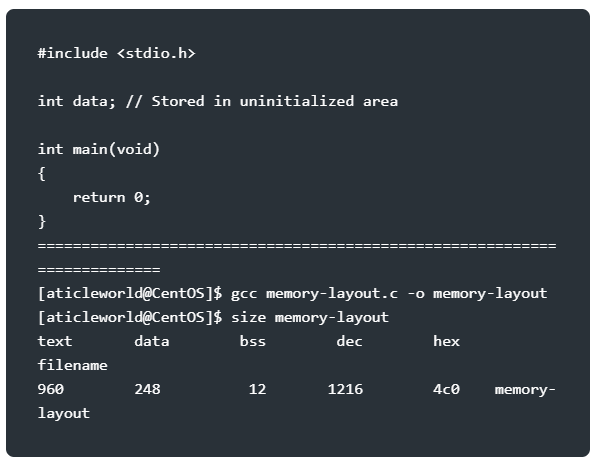 #include <stdio.h>
int data; // Stored in uninitialized area
int main(void)
{
    return 0;
}
==========================================================
==============
[aticleworld@CentOS]$ gcc memory-layout.c -o memory-layout
[aticleworld@CentOS]$ size memory-layout
text       data        bss        dec        hex
filename
960        248          12       1216        4c0    memory-
layout